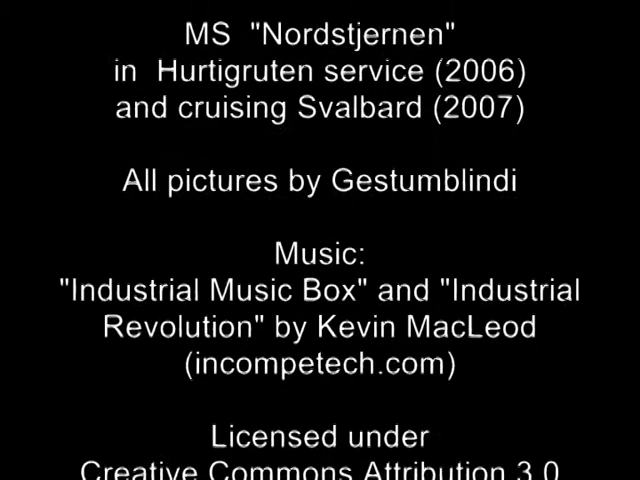 MS "Nordstjernen"
in Hurtigruten service (2006)
and cruising Svalbard (2007)
All pictures by Gestumblindi
Music:
"Industrial Music Box" and "Industrial
Revolution" by Kevin MacLeod
(incompetech.com)
Licensed under
Creative Commons Attribution 3.0